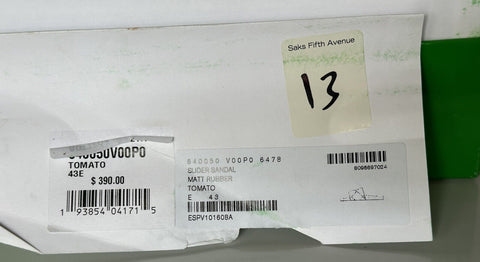 Saks Fifth Avenue
13
640050V00P0
TOMATO
43E
$ 390.00
1 93854 04171 5
640050 V00P0 6478
SLIDER SANDAL
MATT RUBBER
TOMATO
E 43
ESPV101608A
6098697024